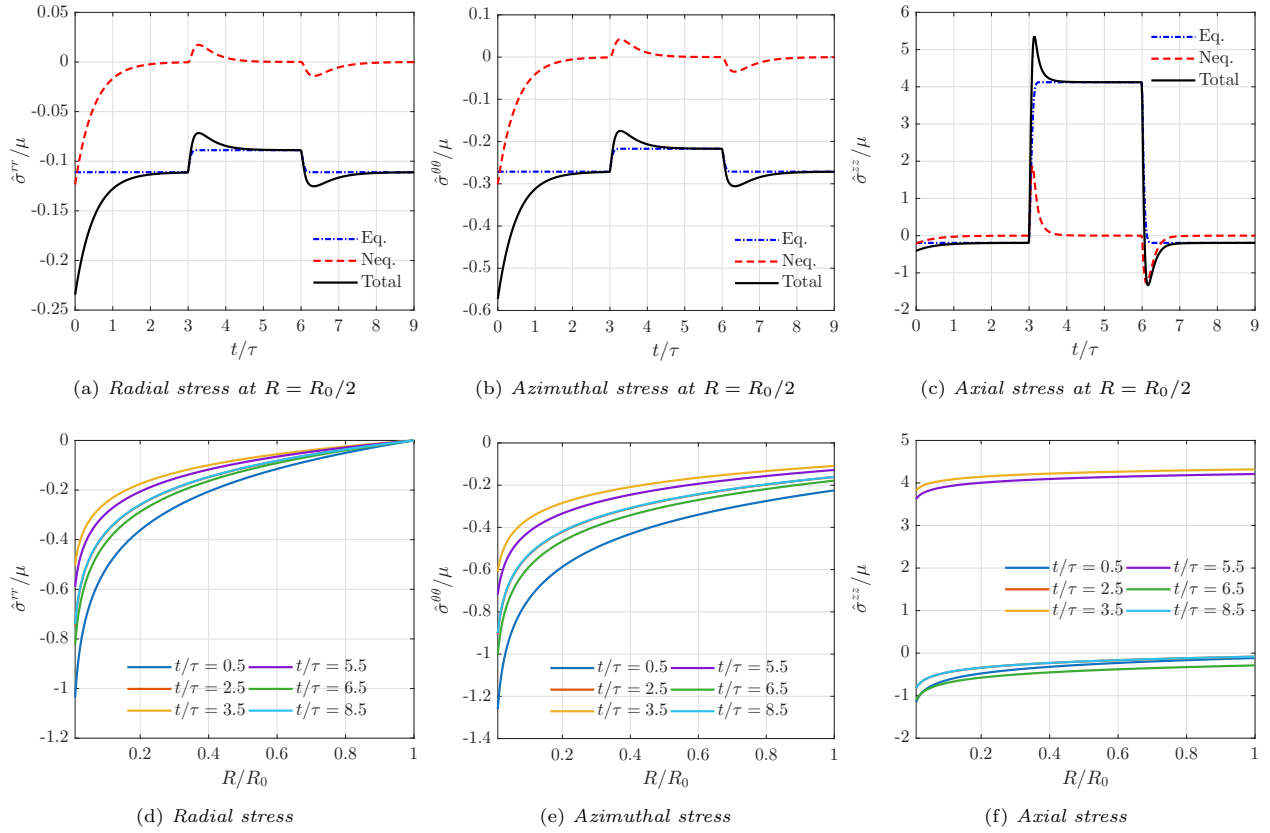 0.05
0
-0.05
-0.1
-0.15
-0.2
-0.25
σ̂^{rr}/μ
Eq.
Neq.
Total
0 1 2 3 4 5 6 7 8 9
t/τ
(a) Radial stress at R = R₀/2
0.1
0
-0.1
-0.2
-0.3
-0.4
-0.5
-0.6
σ̂^{θθ}/μ
Eq.
Neq.
Total
0 1 2 3 4 5 6 7 8 9
t/τ
(b) Azimuthal stress at R = R₀/2
6
5
4
3
2
1
0
-1
-2
σ̂^{zz}/μ
Eq.
Neq.
Total
0 1 2 3 4 5 6 7 8 9
t/τ
(c) Axial stress at R = R₀/2
0
-0.2
-0.4
-0.6
-0.8
-1
-1.2
σ̂^{rr}/μ
t/τ = 0.5 t/τ = 5.5
t/τ = 2.5 t/τ = 6.5
t/τ = 3.5 t/τ = 8.5
0.2 0.4 0.6 0.8 1
R/R₀
(d) Radial stress
0
-0.2
-0.4
-0.6
-0.8
-1
-1.2
-1.4
σ̂^{θθ}/μ
t/τ = 0.5 t/τ = 5.5
t/τ = 2.5 t/τ = 6.5
t/τ = 3.5 t/τ = 8.5
0.2 0.4 0.6 0.8 1
R/R₀
(e) Azimuthal stress
5
4
3
2
1
0
-1
-2
σ̂^{zz}/μ
t/τ = 0.5 t/τ = 5.5
t/τ = 2.5 t/τ = 6.5
t/τ = 3.5 t/τ = 8.5
0.2 0.4 0.6 0.8 1
R/R₀
(f) Axial stress